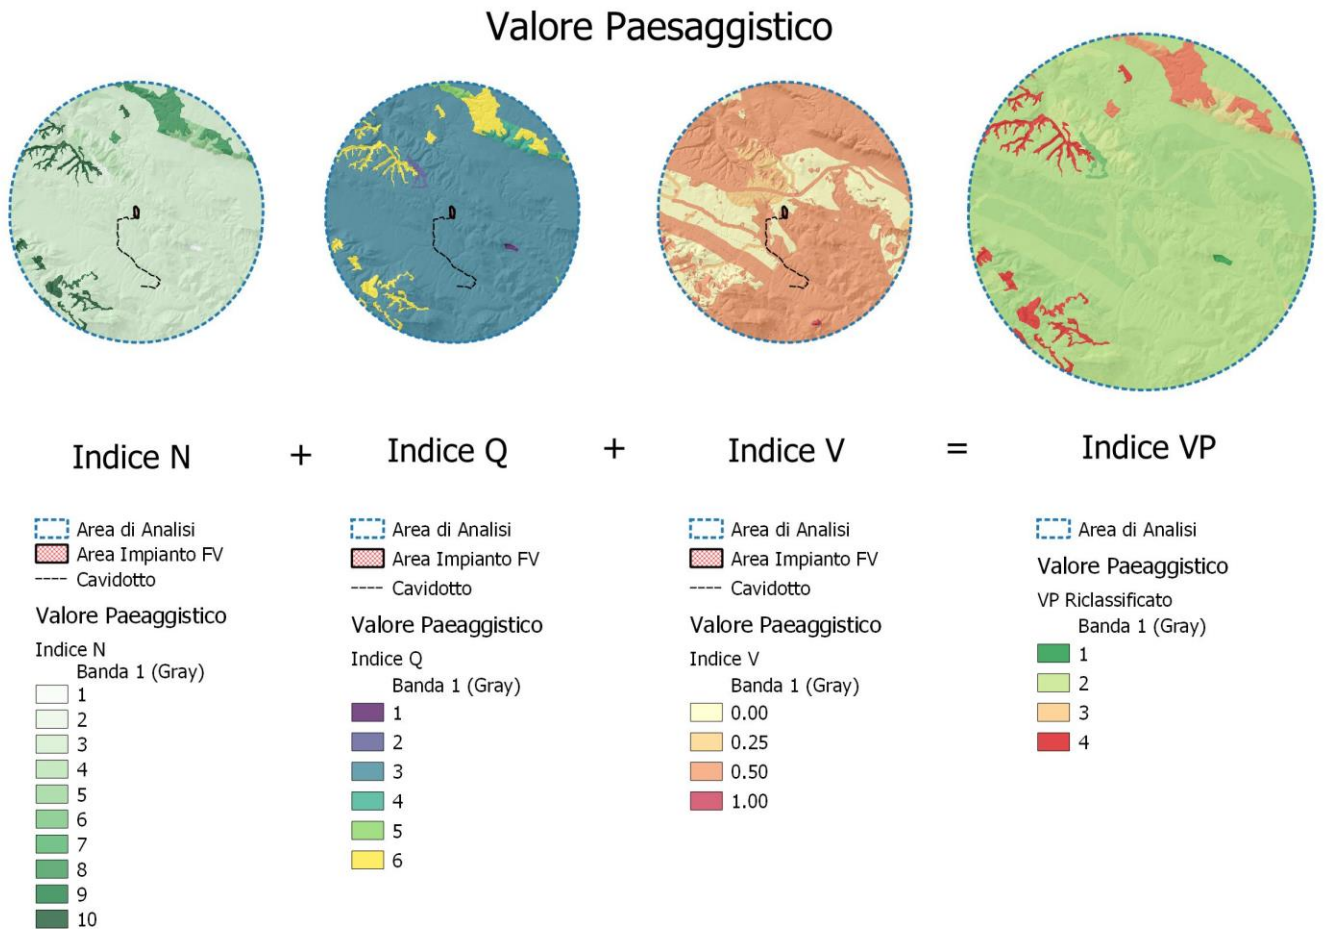 Valore Paesaggistico
Indice N + Indice Q + Indice V = Indice VP
Area di Analisi
Area Impianto FV
Cavidotto
Valore Paeaggistico
Indice N
Banda 1 (Gray)
1
2
3
4
5
6
7
8
9
10
Area di Analisi
Area Impianto FV
Cavidotto
Valore Paeaggistico
Indice Q
Banda 1 (Gray)
1
2
3
4
5
6
Area di Analisi
Area Impianto FV
Cavidotto
Valore Paeaggistico
Indice V
Banda 1 (Gray)
0.00
0.25
0.50
1.00
Area di Analisi
Valore Paeaggistico
VP Riclassificato
Banda 1 (Gray)
1
2
3
4